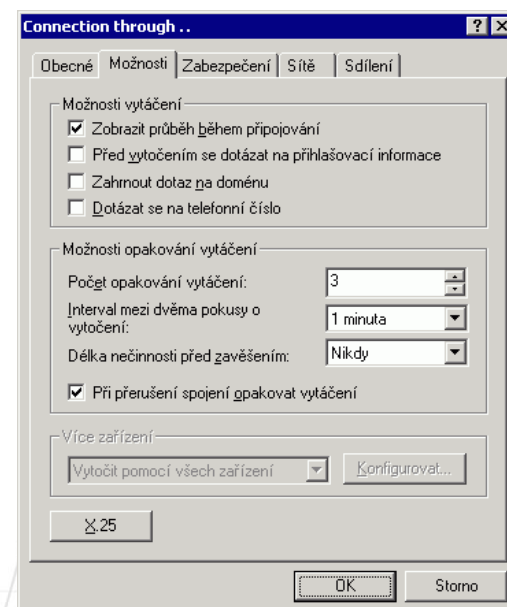 Connection through ..
Obecné Možnosti Zabezpečení Sítě Sdílení
Možnosti vytáčení
Zobrazit průběh během připojování
Před vytočením se dotázat na přihlašovací informace
Zahrnout dotaz na doménu
Dotázat se na telefonní číslo
Možnosti opakování vytáčení
Počet opakování vytáčení: 3
Interval mezi dvěma pokusy o
vytočení: 1 minuta
Délka nečinnosti před zavěšením: Nikdy
Při přerušení spojení opakovat vytáčení
Více zařízení
Vytočit pomocí všech zařízení Konfigurovat...
X.25
OK Storno